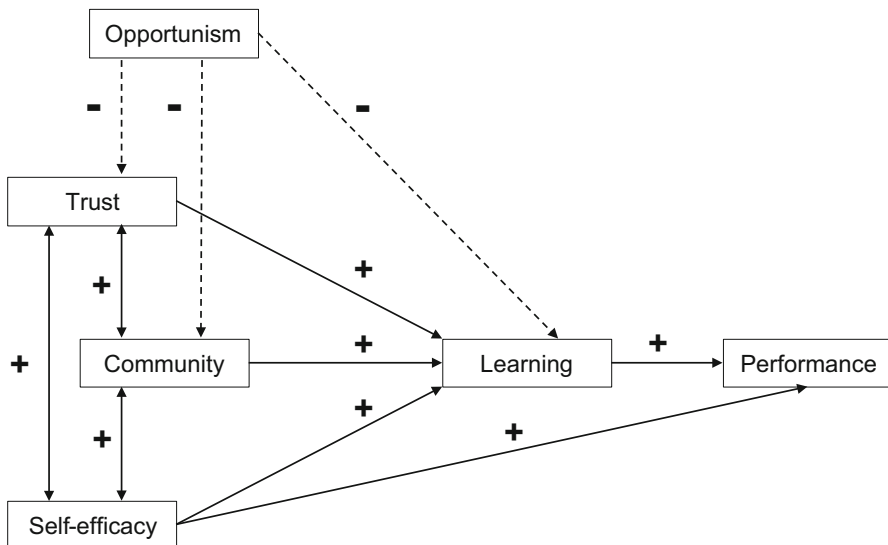 Opportunism
- - -
Trust
+
+
+
Community
+
Learning
+
Performance
+
+
+
+
Self-efficacy